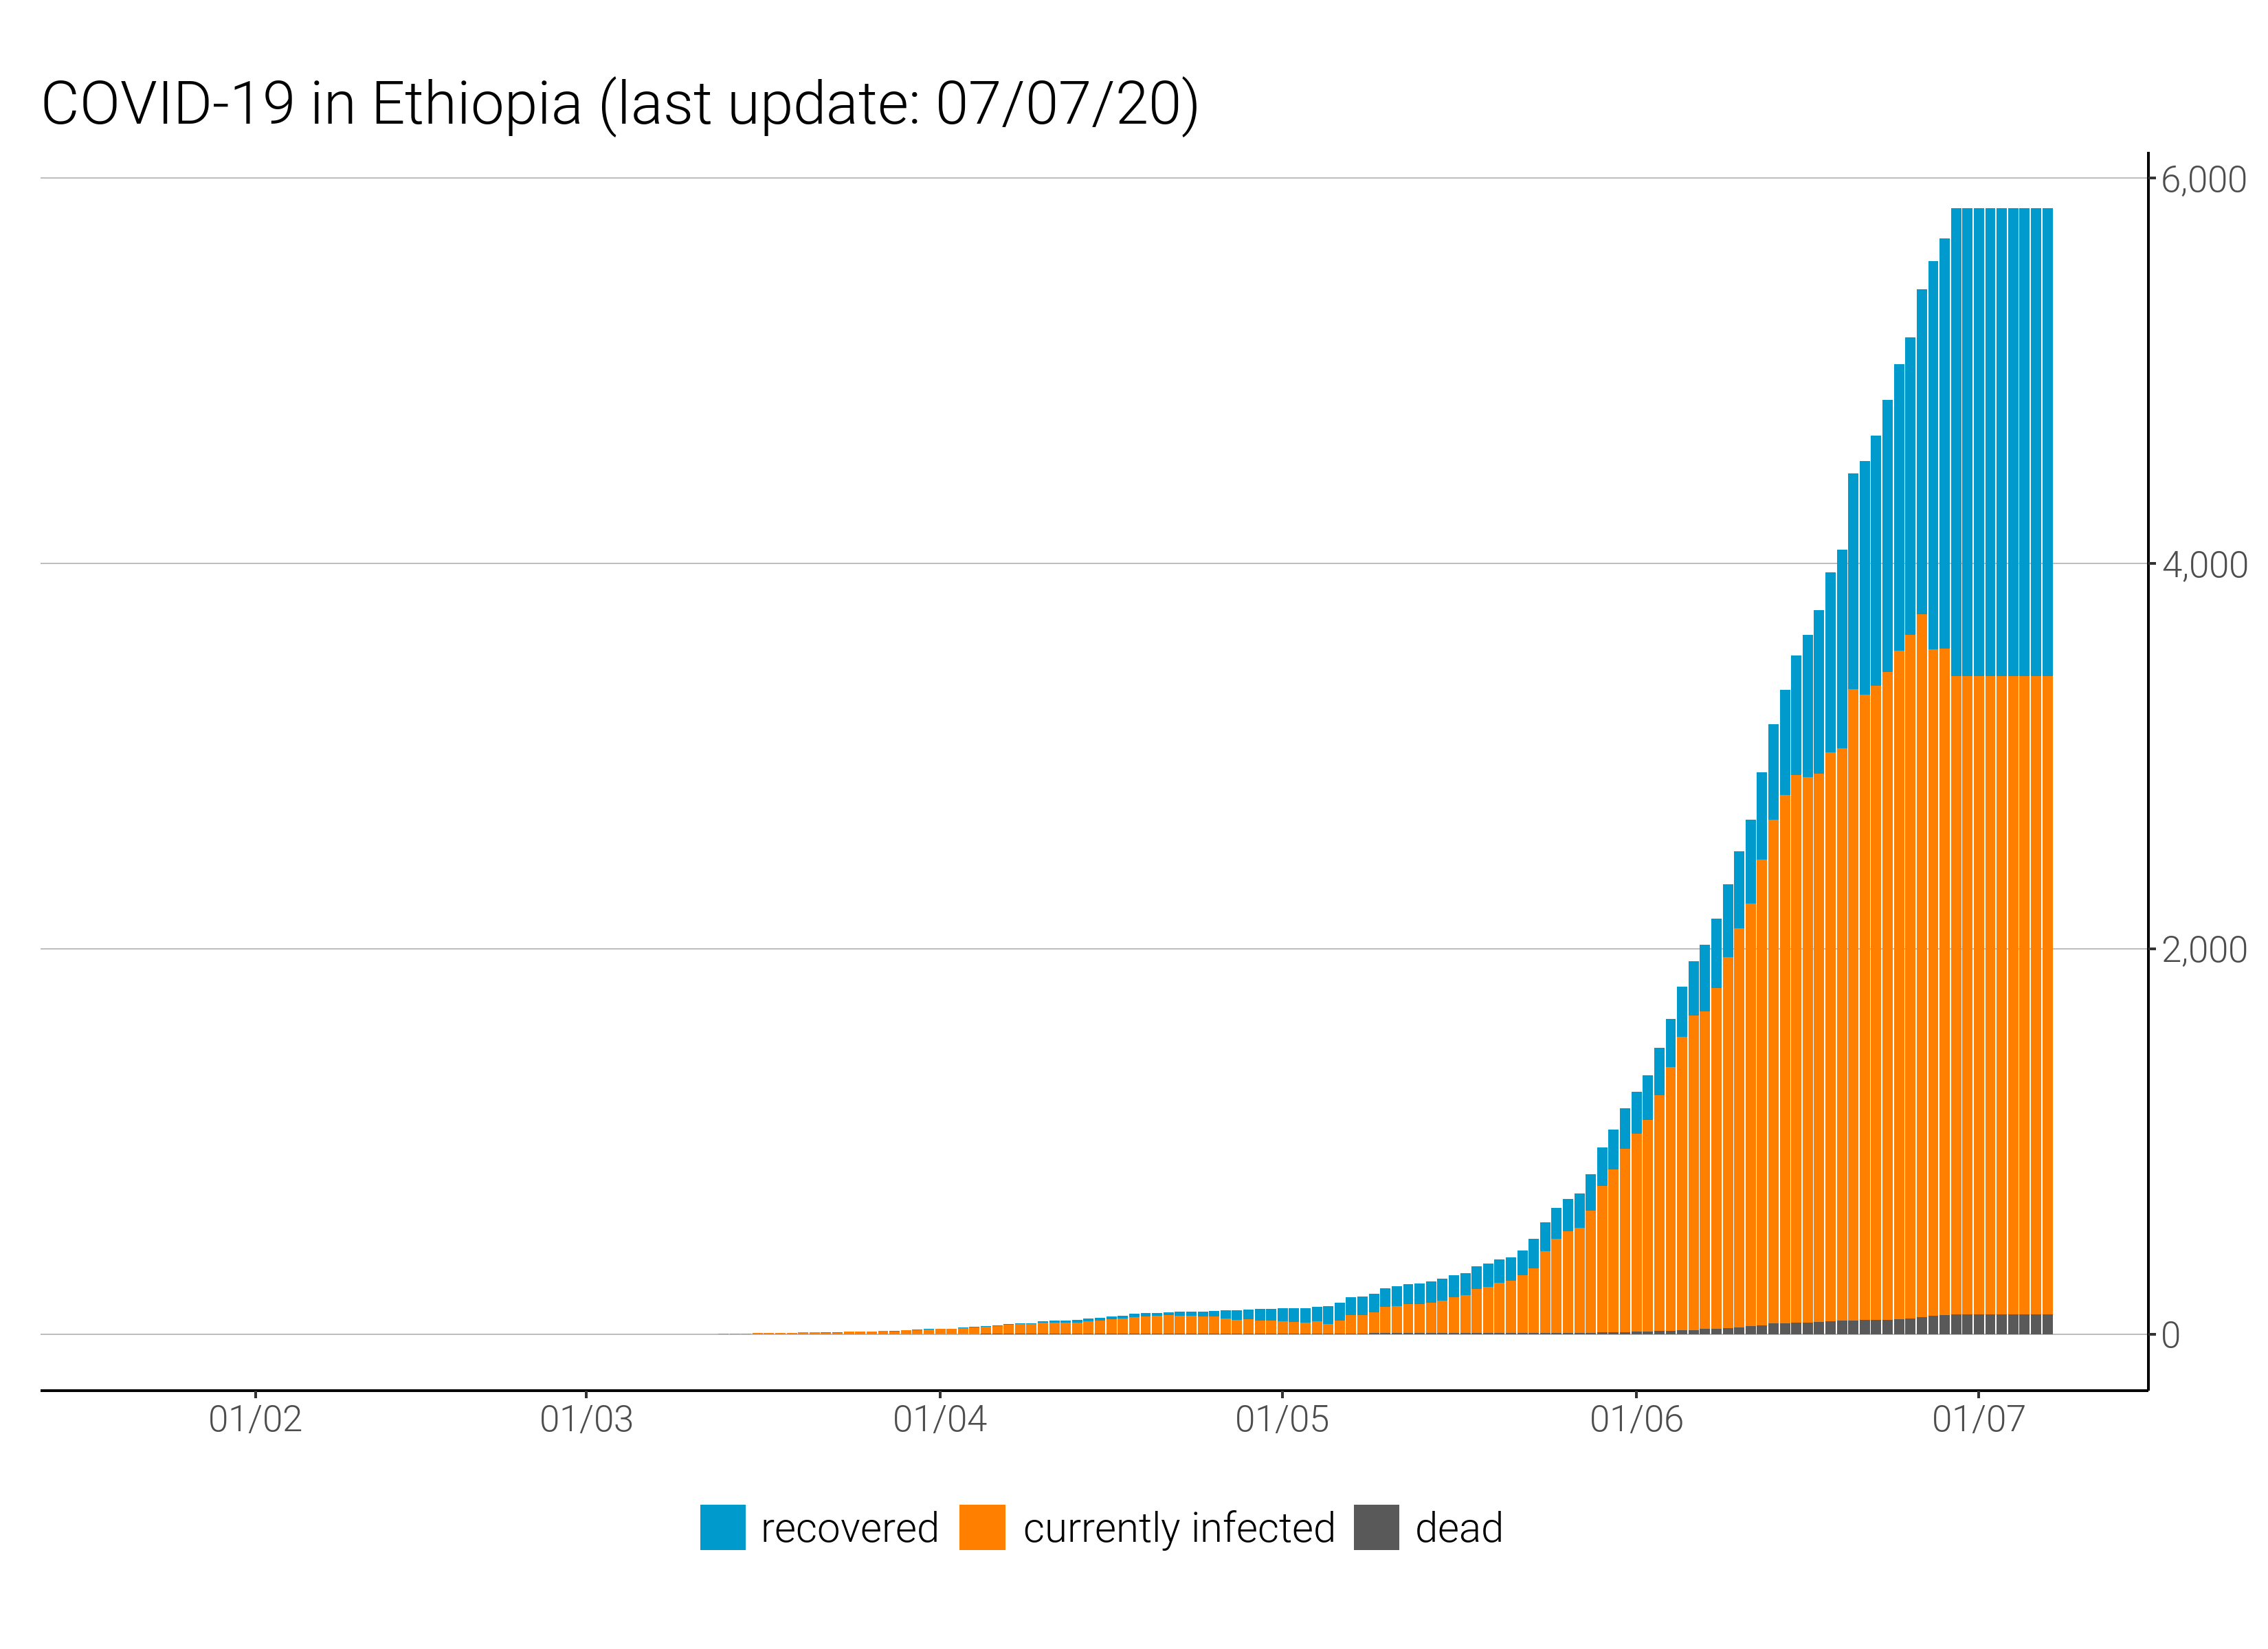 COVID-19 in Ethiopia (last update: 07/07/20)
6,000
4,000
2,000
0
01/02 01/03 01/04 01/05 01/06 01/07
recovered currently infected dead